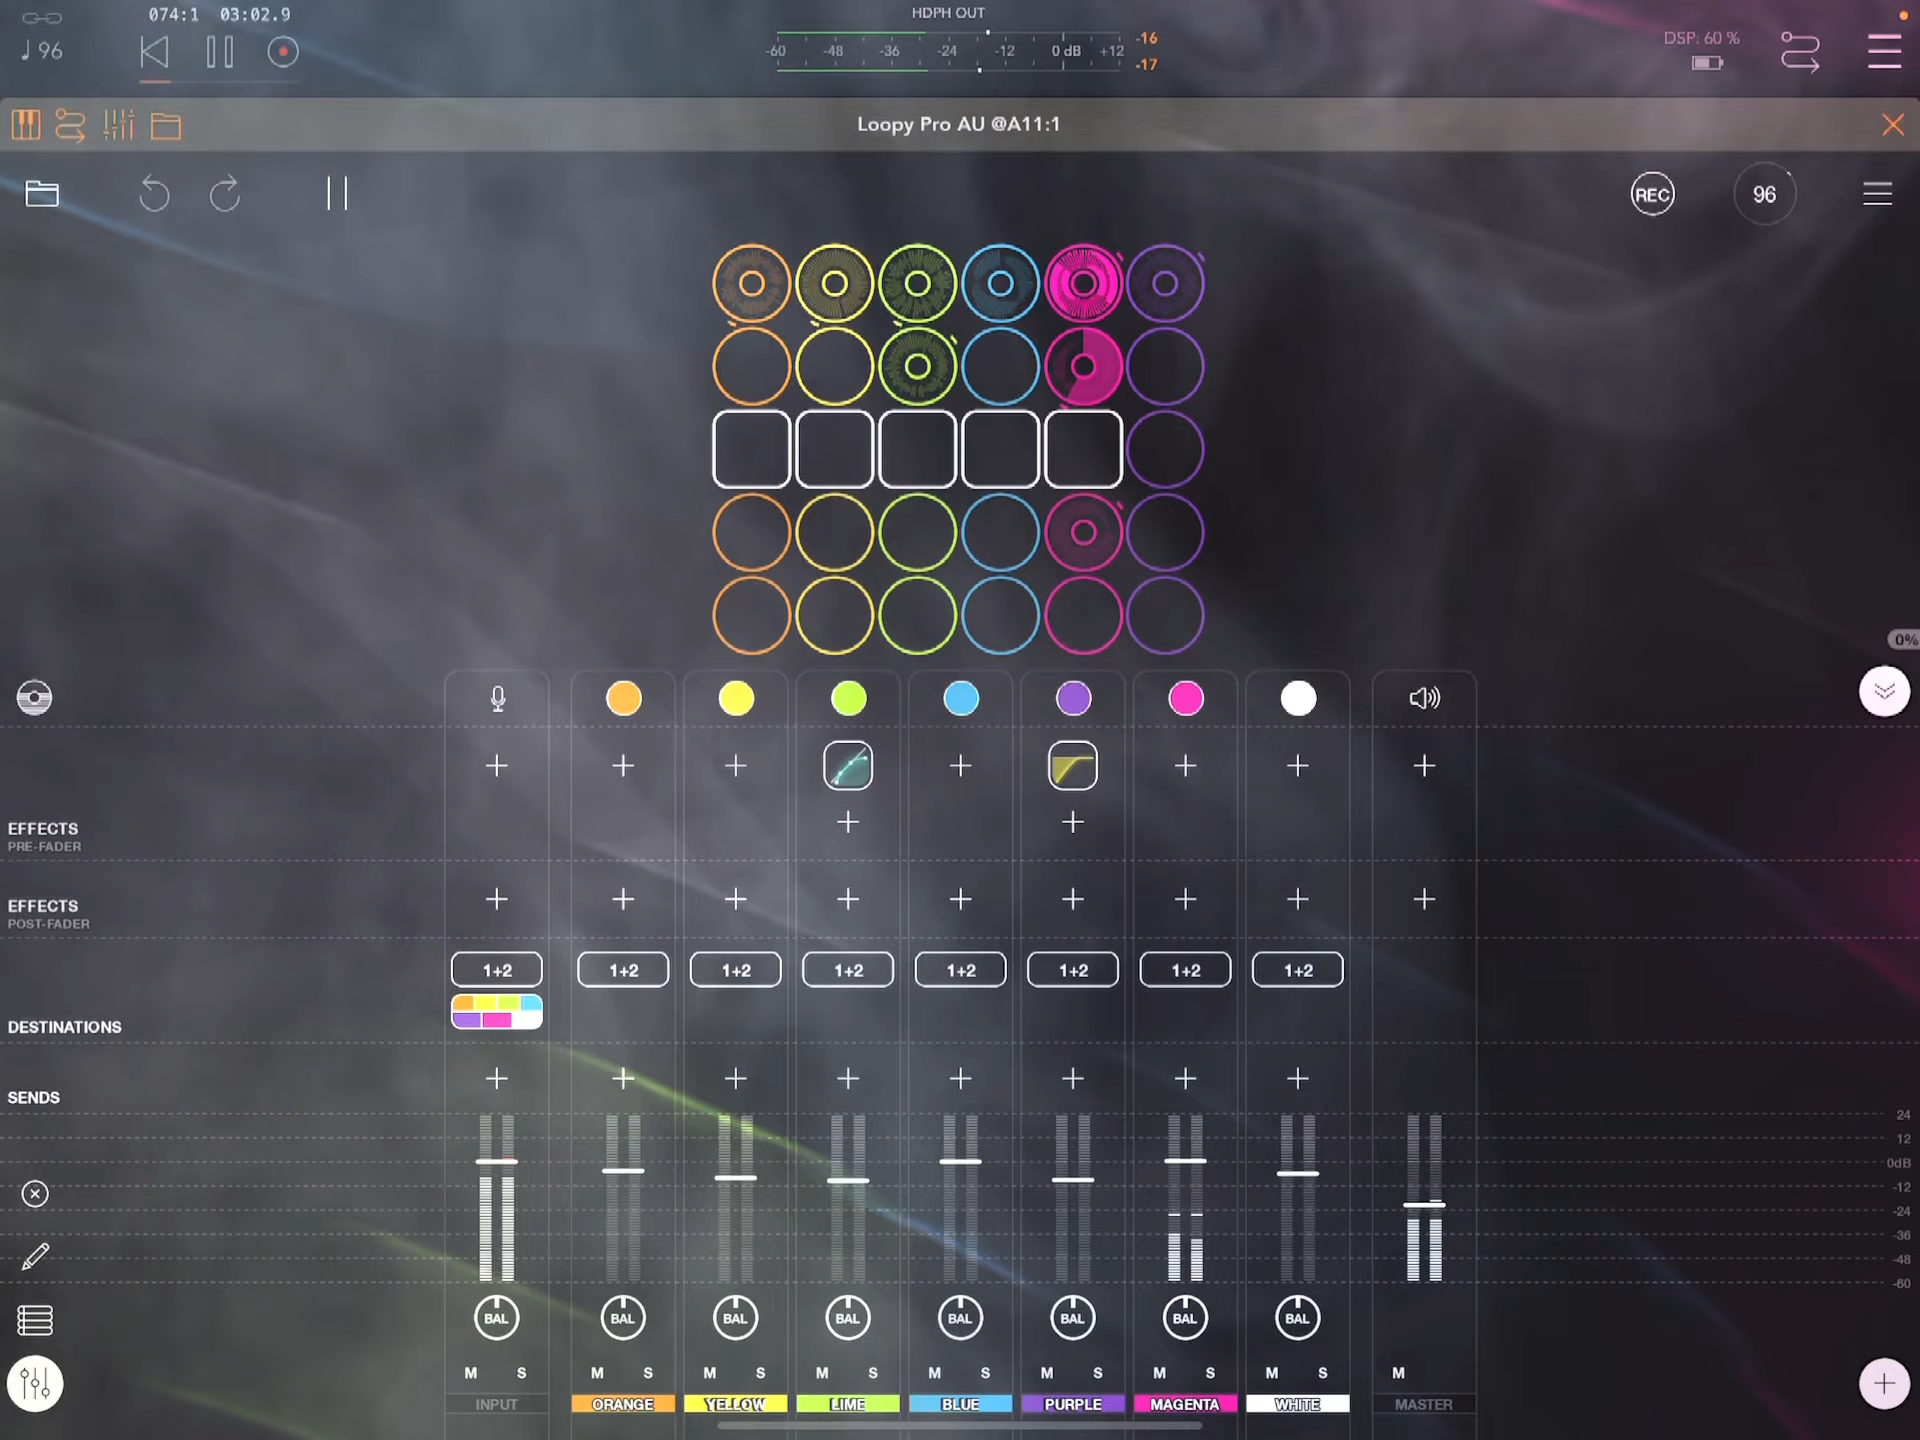 074:1 03:02.9
♩96
HDPH OUT
-60 -48 -36 -24 -12 0 dB +12
-16
-17
DSP: 60 %
Loopy Pro AU @A11:1
REC
96
0%
EFFECTS
PRE-FADER
EFFECTS
POST-FADER
1+2 1+2 1+2 1+2 1+2 1+2 1+2 1+2
DESTINATIONS
SENDS
24
12
0dB
-12
-24
-36
-48
-60
BAL BAL BAL BAL BAL BAL BAL BAL
M S M S M S M S M S M S M S M S M
INPUT ORANGE YELLOW LIME BLUE PURPLE MAGENTA WHITE MASTER